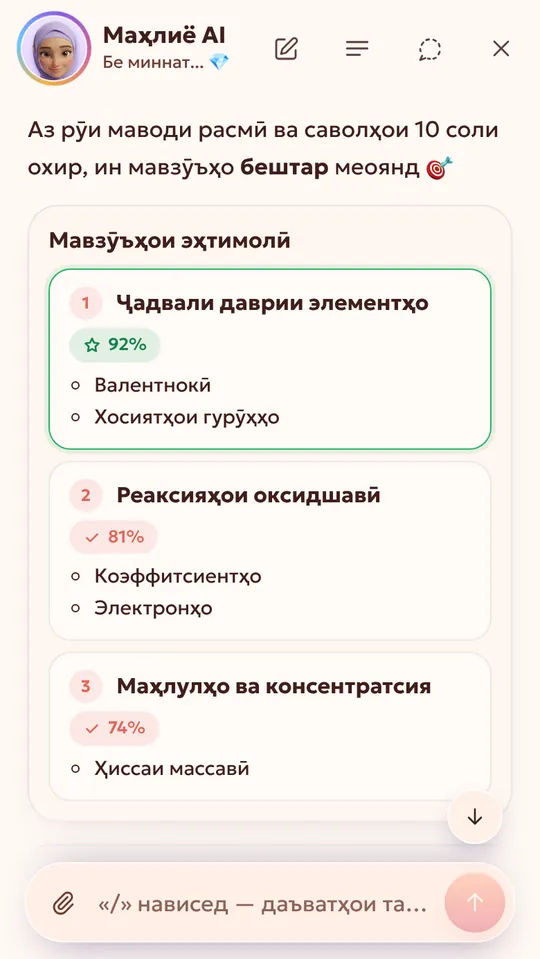 Маҳлиё AI
Бе миннат... 💎
Аз рӯи маводи расмӣ ва саволҳои 10 соли
охир, ин мавзӯъҳо бештар меоянд 🎯
Мавзӯъҳои эҳтимолӣ
1 Ҷадвали даврии элементҳо
92%
Валентнокӣ
Хосиятҳои гурӯҳҳо
2 Реаксияҳои оксидшавӣ
81%
Коэффитсиентҳо
Электронҳо
3 Маҳлулҳо ва консентратсия
74%
Ҳиссаи массавӣ
«/» нависед — даъватҳои та...